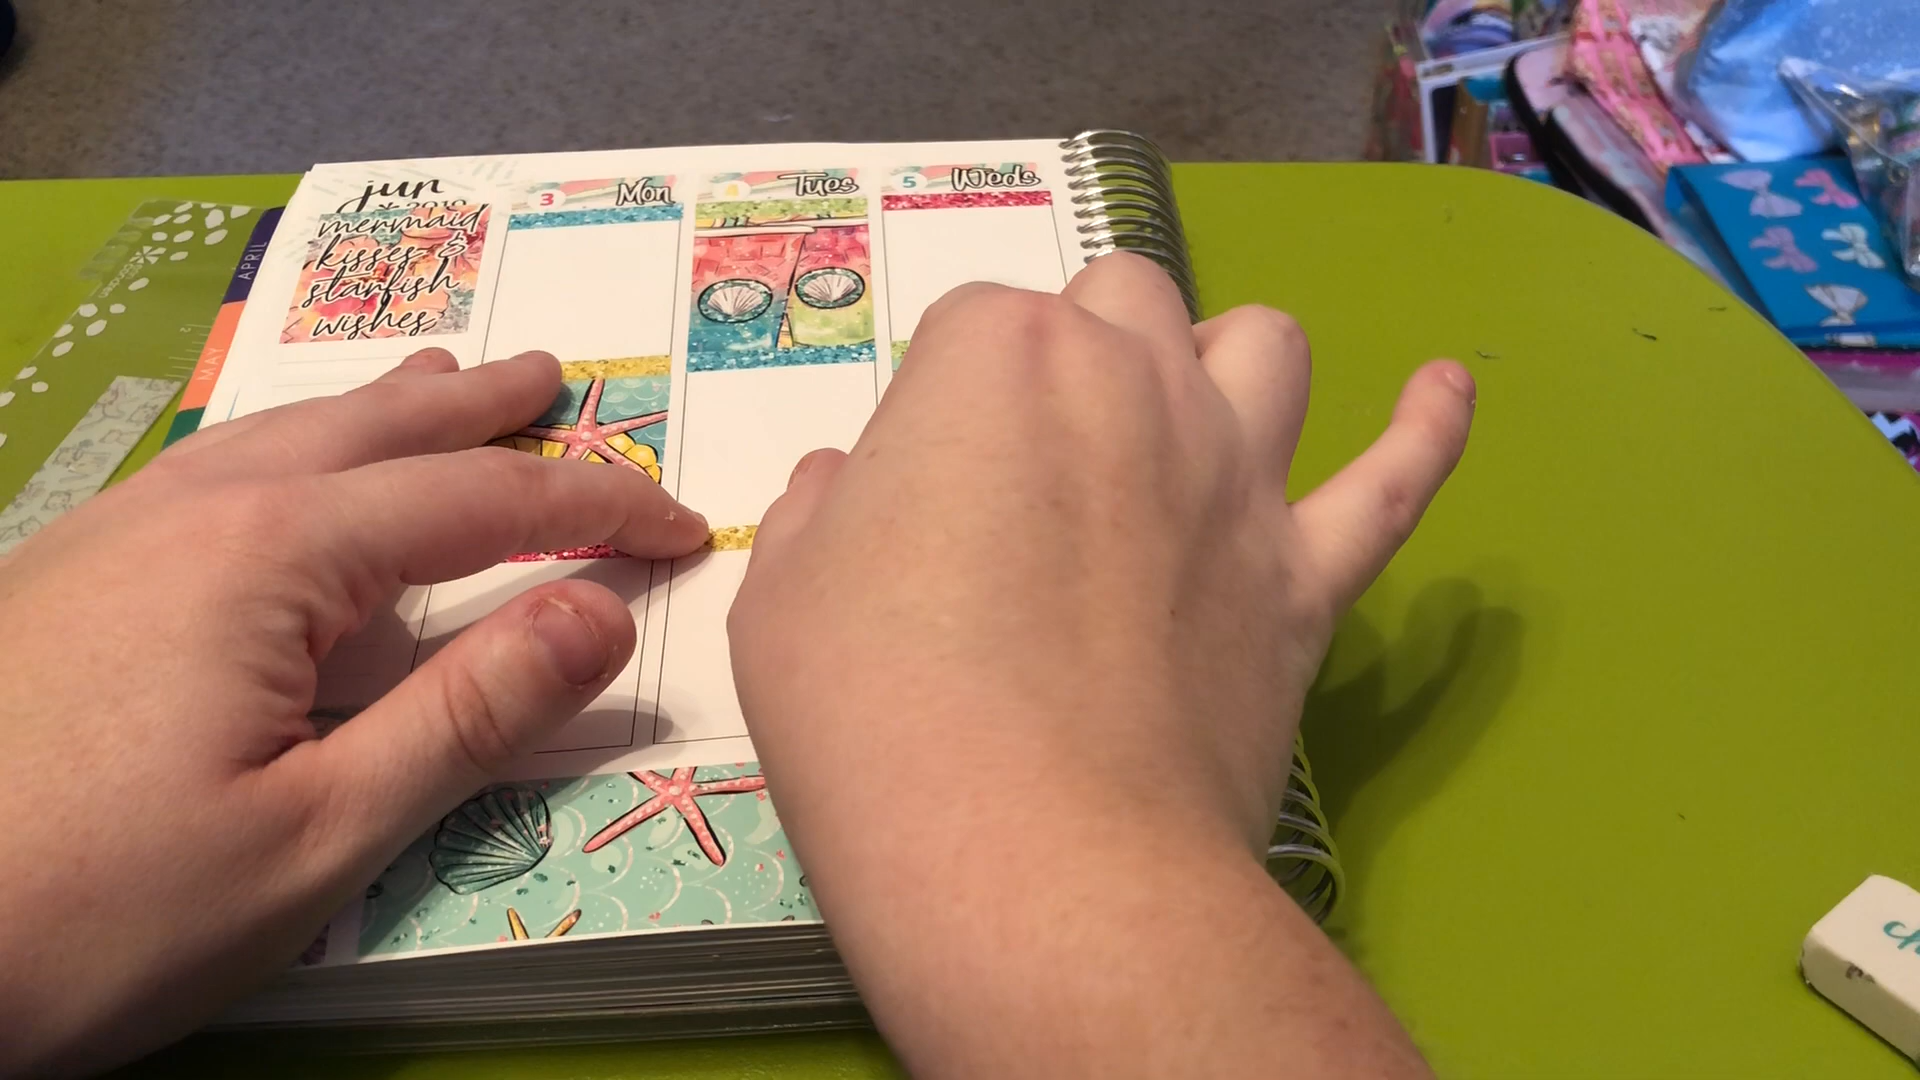 jun
2019
mermaid
kisses &
starfish
wishes
3 Mon
4 Tues
5 Weds
APRIL
MAY